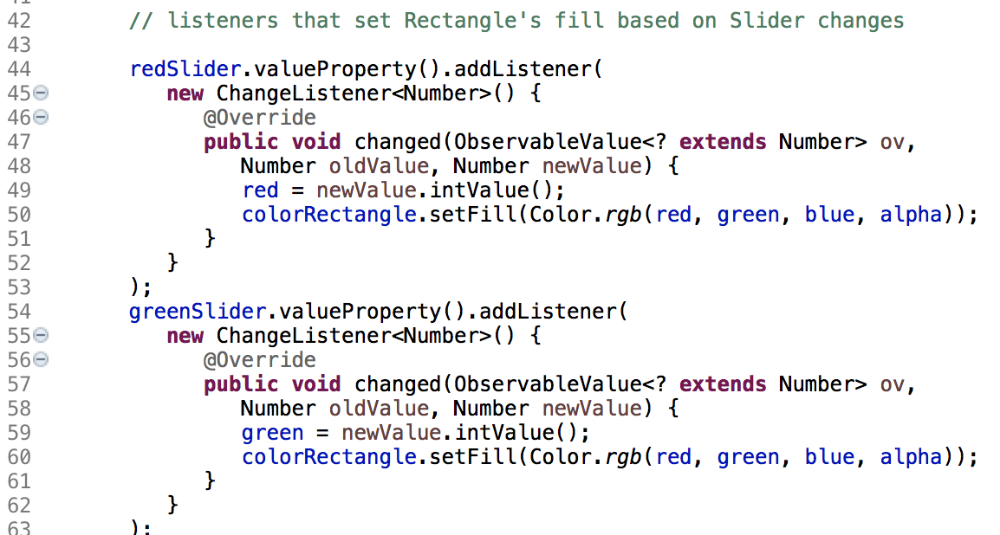 42 // listeners that set Rectangle's fill based on Slider changes
43
44 redSlider.valueProperty().addListener(
45 new ChangeListener<Number>() {
46 @Override
47 public void changed(ObservableValue<? extends Number> ov,
48 Number oldValue, Number newValue) {
49 red = newValue.intValue();
50 colorRectangle.setFill(Color.rgb(red, green, blue, alpha));
51 }
52 }
53 );
54 greenSlider.valueProperty().addListener(
55 new ChangeListener<Number>() {
56 @Override
57 public void changed(ObservableValue<? extends Number> ov,
58 Number oldValue, Number newValue) {
59 green = newValue.intValue();
60 colorRectangle.setFill(Color.rgb(red, green, blue, alpha));
61 }
62 }
63 );